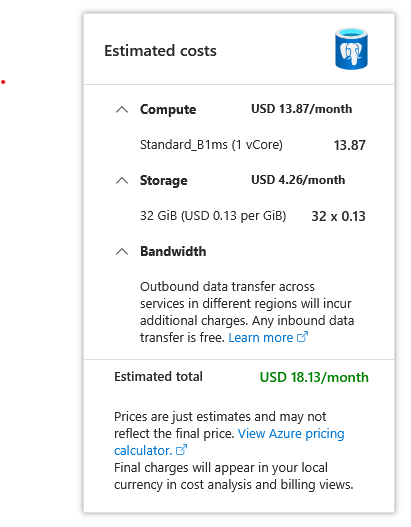 Estimated costs
Compute USD 13.87/month
Standard_B1ms (1 vCore) 13.87
Storage USD 4.26/month
32 GiB (USD 0.13 per GiB) 32 x 0.13
Bandwidth
Outbound data transfer across
services in different regions will incur
additional charges. Any inbound data
transfer is free. Learn more
Estimated total USD 18.13/month
Prices are just estimates and may not
reflect the final price. View Azure pricing
calculator.
Final charges will appear in your local
currency in cost analysis and billing views.